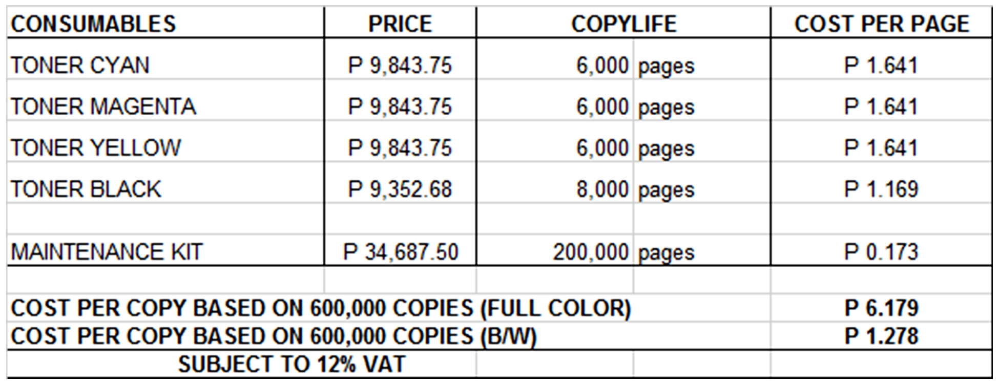 CONSUMABLES PRICE COPYLIFE COST PER PAGE
TONER CYAN P 9,843.75 6,000 pages P 1.641
TONER MAGENTA P 9,843.75 6,000 pages P 1.641
TONER YELLOW P 9,843.75 6,000 pages P 1.641
TONER BLACK P 9,352.68 8,000 pages P 1.169
MAINTENANCE KIT P 34,687.50 200,000 pages P 0.173
COST PER COPY BASED ON 600,000 COPIES (FULL COLOR) P 6.179
COST PER COPY BASED ON 600,000 COPIES (B/W) P 1.278
SUBJECT TO 12% VAT